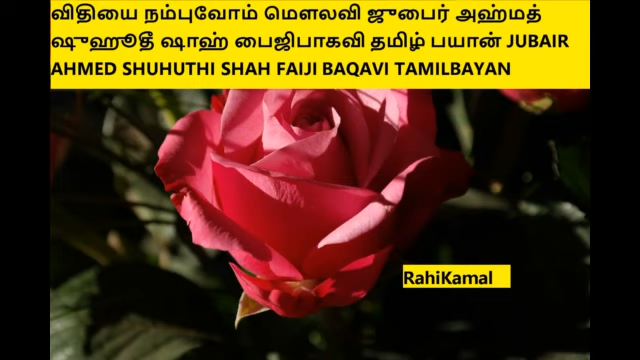 விதியை நம்புவோம் மௌலவி ஜுபைர் அஹ்மத்
ஷுஹூதீ ஷாஹ் பைஜிபாகவி தமிழ் பயான் JUBAIR
AHMED SHUHUTHI SHAH FAIJI BAQAVI TAMILBAYAN
RahiKamal